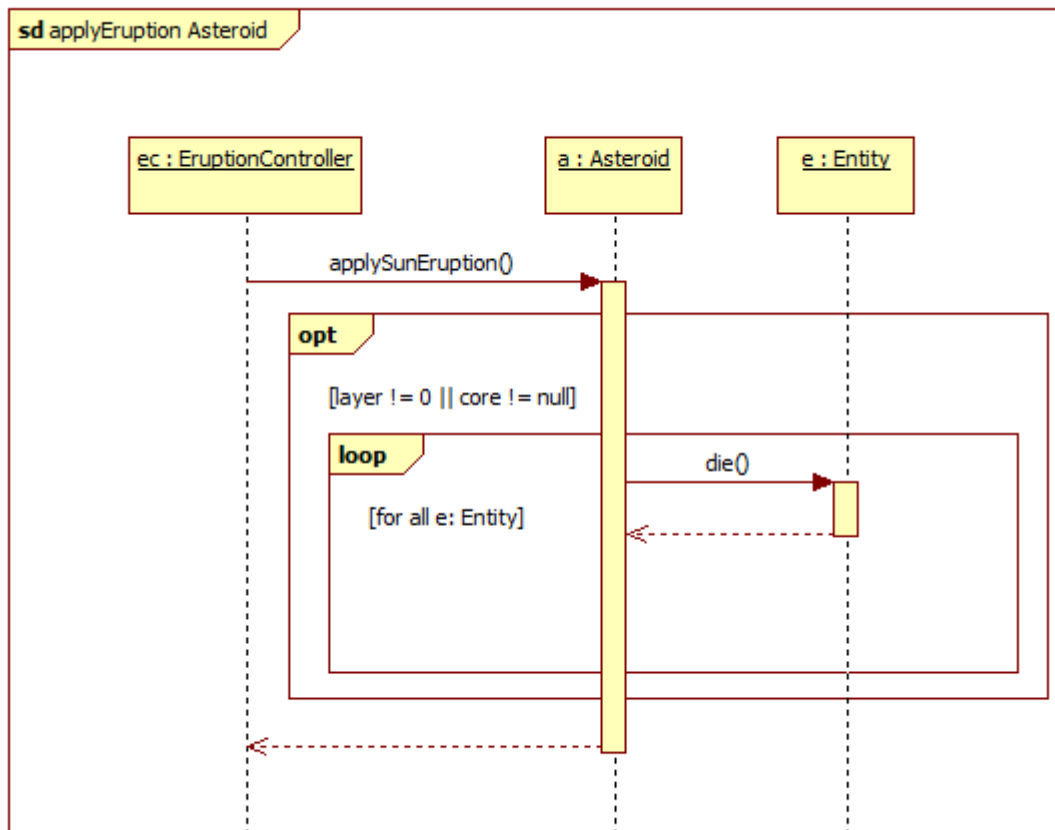 sd applyEruption Asteroid
ec : EruptionController
a : Asteroid
e : Entity
applySunEruption()
opt
[layer != 0 || core != null]
loop
die()
[for all e: Entity]